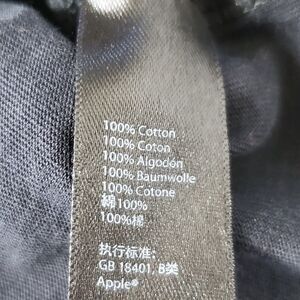 100% Cotton
100% Coton
100% Algodón
100% Baumwolle
100% Cotone
綿100%
100%棉
执行标准:
GB 18401, B类
Apple®